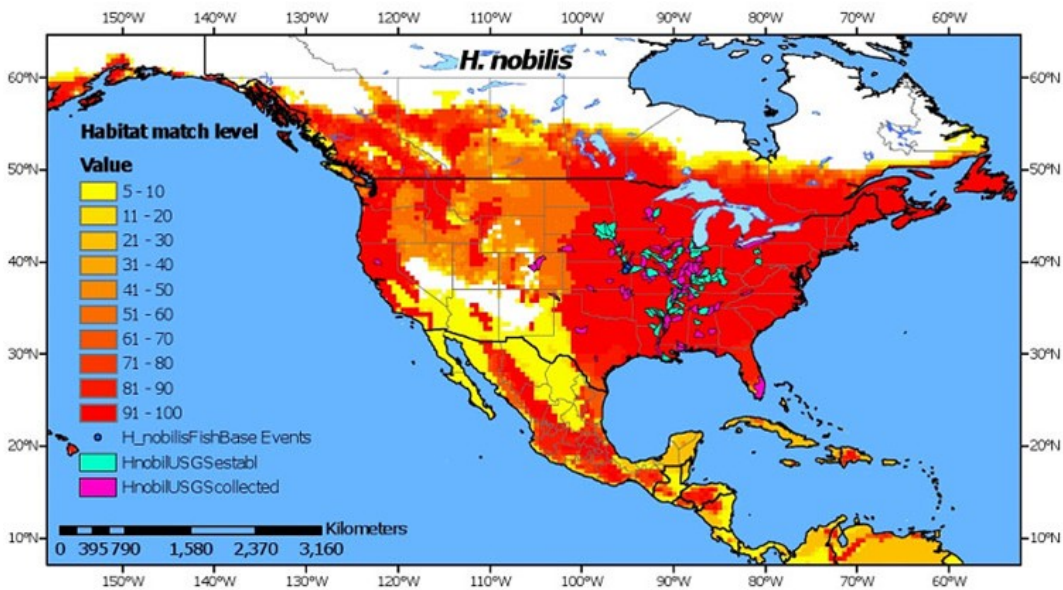 150°W 140°W 130°W 120°W 110°W 100°W 90°W 80°W 70°W 60°W
H. nobilis
60°N 60°N
Habitat match level
50°N 50°N
Value
5 - 10
11 - 20
21 - 30
40°N 40°N
31 - 40
41 - 50
51 - 60
61 - 70
30°N 30°N
71 - 80
81 - 90
91 - 100
H_nobilisFishBase Events
20°N 20°N
HnobilUSGSestabl
HnobilUSGScollected
Kilometers
0 395 790 1,580 2,370 3,160
10°N 10°N
150°W 140°W 130°W 120°W 110°W 100°W 90°W 80°W 70°W 60°W